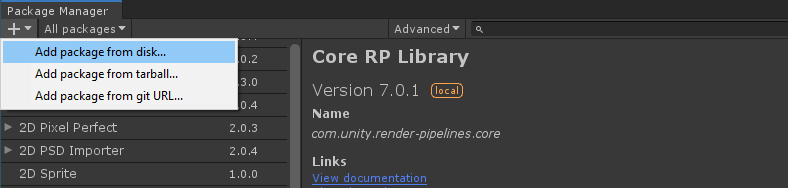 Package Manager
+ All packages Advanced
Add package from disk...
Add package from tarball...
Add package from git URL...
0.2
3.0
0.4
2D Pixel Perfect 2.0.3
2D PSD Importer 2.0.4
2D Sprite 1.0.0
Core RP Library
Version 7.0.1 local
Name
com.unity.render-pipelines.core
Links
View documentation